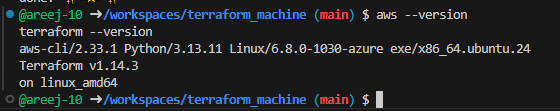 done! ✨ 🌟 ✨
@areej-10 ➜/workspaces/terraform_machine (main) $ aws --version
terraform --version
aws-cli/2.33.1 Python/3.13.11 Linux/6.8.0-1030-azure exe/x86_64.ubuntu.24
Terraform v1.14.3
on linux_amd64
@areej-10 ➜/workspaces/terraform_machine (main) $